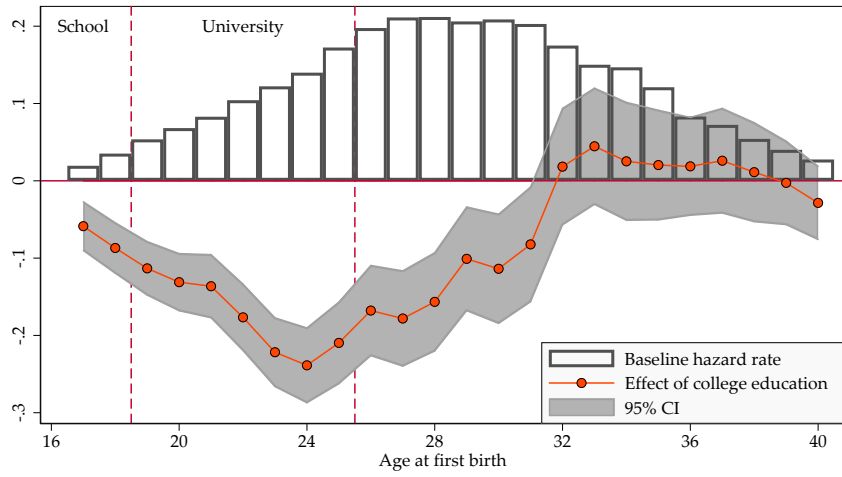 School
University
.2
.1
0
-.1
-.2
-.3
Baseline hazard rate
Effect of college education
95% CI
16
20
24
28
32
36
40
Age at first birth